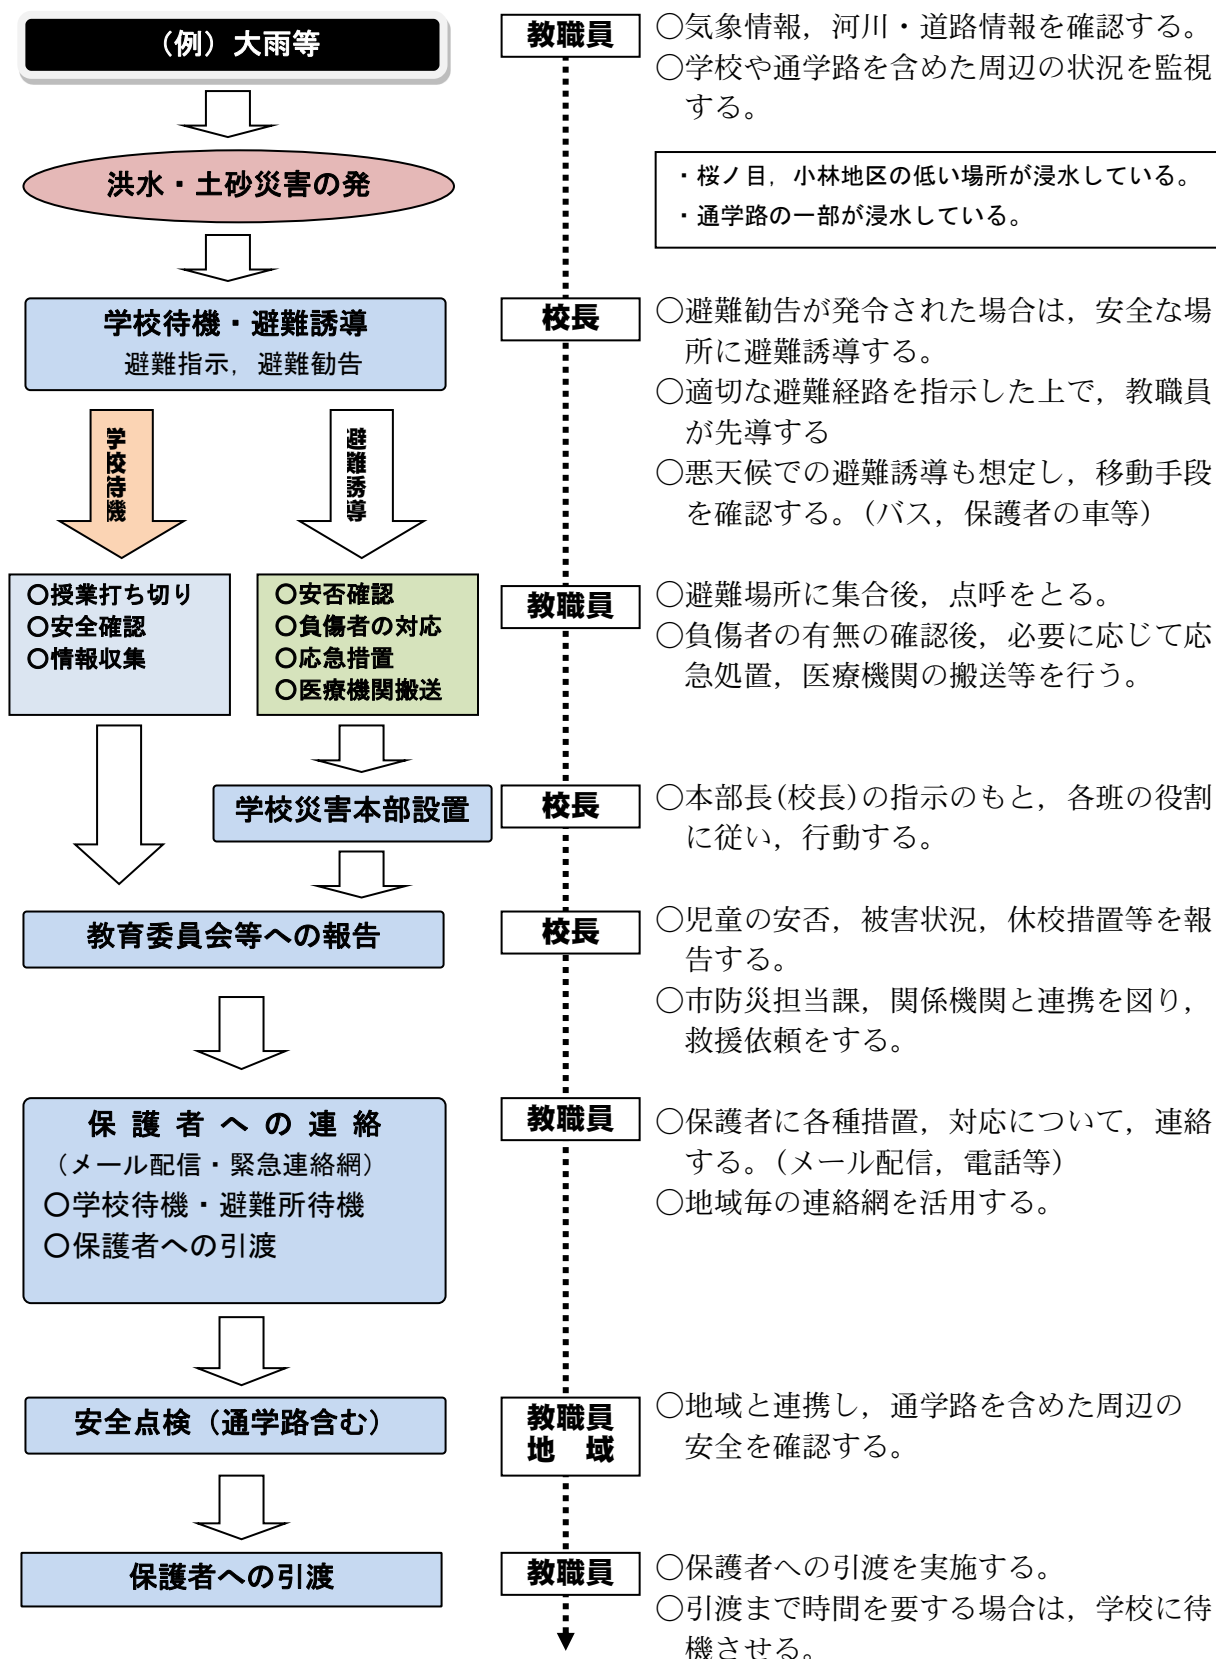 （例）大雨等
教職員
○気象情報，河川・道路情報を確認する。
○学校や通学路を含めた周辺の状況を監視
する。
洪水・土砂災害の発
・桜ノ目，小林地区の低い場所が浸水している。
・通学路の一部が浸水している。
学校待機・避難誘導
避難指示，避難勧告
校長
○避難勧告が発令された場合は，安全な場
所に避難誘導する。
○適切な避難経路を指示した上で，教職員
が先導する
○悪天候での避難誘導も想定し，移動手段
を確認する。（バス，保護者の車等）
学校待機
避難誘導
○授業打ち切り
○安全確認
○情報収集
○安否確認
○負傷者の対応
○応急措置
○医療機関搬送
教職員
○避難場所に集合後，点呼をとる。
○負傷者の有無の確認後，必要に応じて応
急処置，医療機関の搬送等を行う。
学校災害本部設置
校長
○本部長(校長)の指示のもと，各班の役割
に従い，行動する。
教育委員会等への報告
校長
○児童の安否，被害状況，休校措置等を報
告する。
○市防災担当課，関係機関と連携を図り，
救援依頼をする。
保護者への連絡
（メール配信・緊急連絡網）
○学校待機・避難所待機
○保護者への引渡
教職員
○保護者に各種措置，対応について，連絡
する。（メール配信，電話等）
○地域毎の連絡網を活用する。
安全点検（通学路含む）
教職員
地　域
○地域と連携し，通学路を含めた周辺の
安全を確認する。
保護者への引渡
教職員
○保護者への引渡を実施する。
○引渡まで時間を要する場合は，学校に待
機させる。